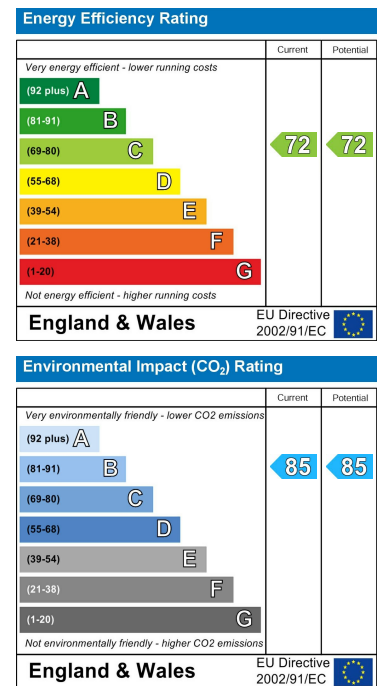 Energy Efficiency Rating
Current Potential
Very energy efficient - lower running costs
(92 plus) A
(81-91) B
(69-80) C
72 72
(55-68) D
(39-54) E
(21-38) F
(1-20) G
Not energy efficient - higher running costs
England & Wales
EU Directive
2002/91/EC
Environmental Impact (CO₂) Rating
Current Potential
Very environmentally friendly - lower CO2 emissions
(92 plus) A
(81-91) B
85 85
(69-80) C
(55-68) D
(39-54) E
(21-38) F
(1-20) G
Not environmentally friendly - higher CO2 emissions
England & Wales
EU Directive
2002/91/EC